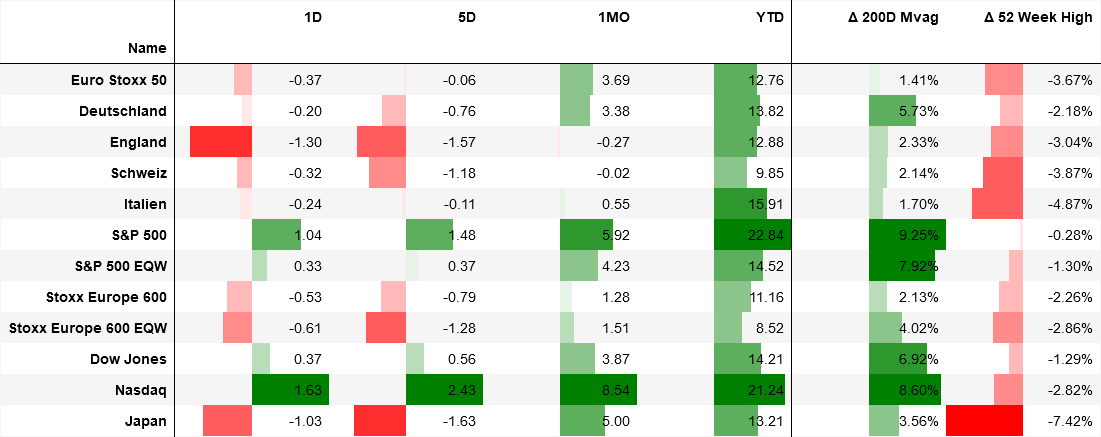 1D 5D 1MO YTD Δ 200D Mvag Δ 52 Week High
Name
Euro Stoxx 50 -0.37 -0.06 3.69 12.76 1.41% -3.67%
Deutschland -0.20 -0.76 3.38 13.82 5.73% -2.18%
England -1.30 -1.57 -0.27 12.88 2.33% -3.04%
Schweiz -0.32 -1.18 -0.02 9.85 2.14% -3.87%
Italien -0.24 -0.11 0.55 15.91 1.70% -4.87%
S&P 500 1.04 1.48 5.92 22.84 9.25% -0.28%
S&P 500 EQW 0.33 0.37 4.23 14.52 7.92% -1.30%
Stoxx Europe 600 -0.53 -0.79 1.28 11.16 2.13% -2.26%
Stoxx Europe 600 EQW -0.61 -1.28 1.51 8.52 4.02% -2.86%
Dow Jones 0.37 0.56 3.87 14.21 6.92% -1.29%
Nasdaq 1.63 2.43 8.54 21.24 8.60% -2.82%
Japan -1.03 -1.63 5.00 13.21 3.56% -7.42%